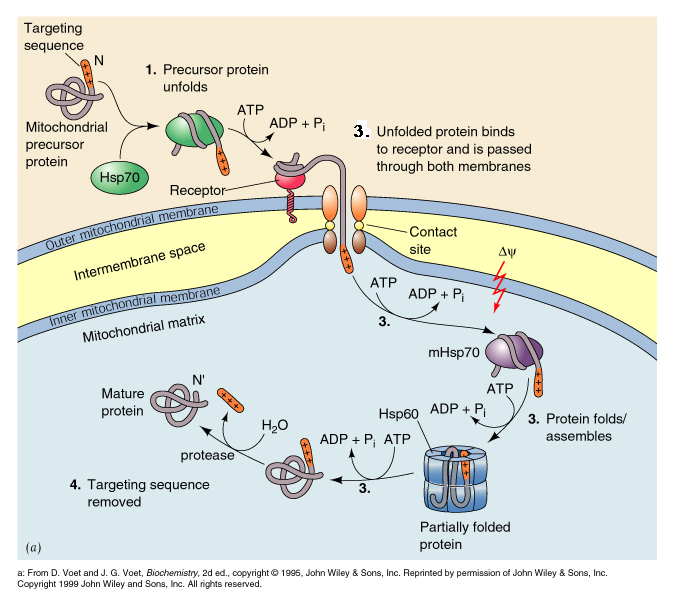 Targeting
sequence
N
+++
Mitochondrial
precursor
protein
Hsp70
1. Precursor protein
unfolds
+++
ATP
ADP + Pi
3. Unfolded protein binds
to receptor and is passed
through both membranes
Receptor
Outer mitochondrial membrane
Intermembrane space
Inner mitochondrial membrane
Mitochondrial matrix
Contact
site
Δψ
+++
ATP
ADP + Pi
3.
mHsp70
+++
ATP
ADP + Pi
3. Protein folds/
assembles
Hsp60
+++
Partially folded
protein
ADP + Pi ATP
3.
+++
H2O
protease
+++
N'
Mature
protein
4. Targeting sequence
removed
(a)
a: From D. Voet and J. G. Voet, Biochemistry, 2d ed., copyright © 1995, John Wiley & Sons, Inc. Reprinted by permission of John Wiley & Sons, Inc.
Copyright 1999 John Wiley and Sons, Inc. All rights reserved.